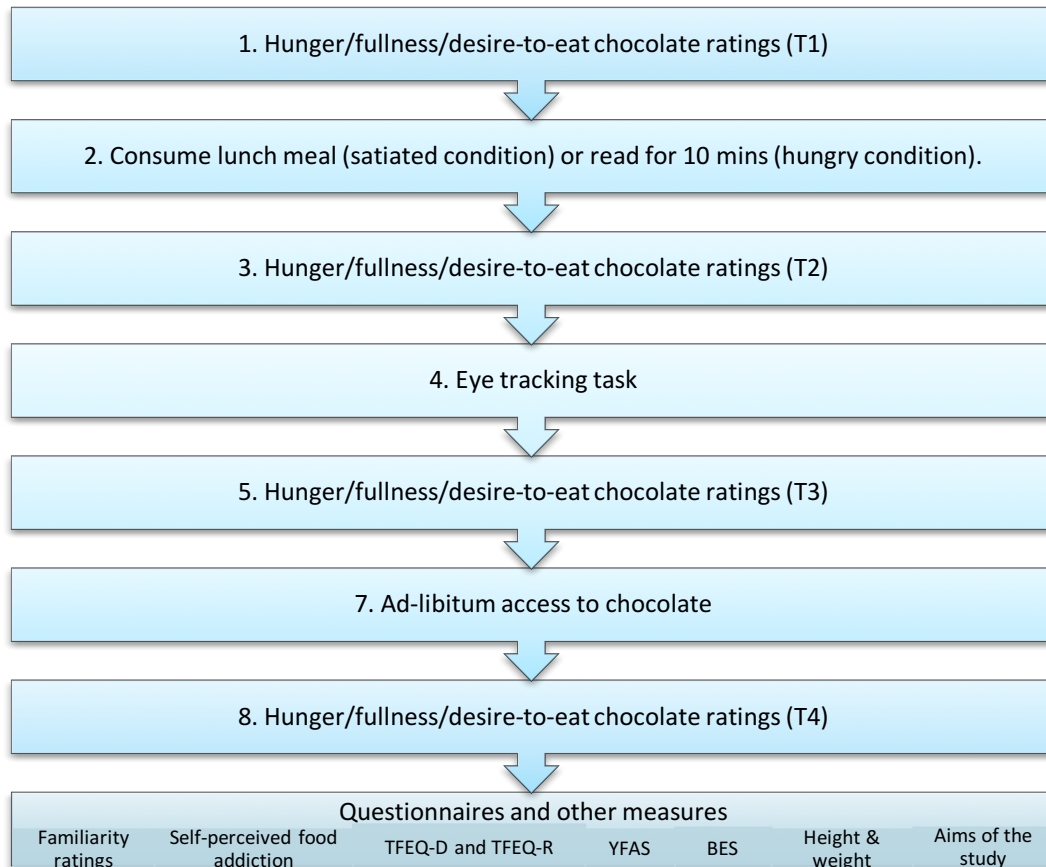 1. Hunger/fullness/desire-to-eat chocolate ratings (T1)
2. Consume lunch meal (satiated condition) or read for 10 mins (hungry condition).
3. Hunger/fullness/desire-to-eat chocolate ratings (T2)
4. Eye tracking task
5. Hunger/fullness/desire-to-eat chocolate ratings (T3)
7. Ad-libitum access to chocolate
8. Hunger/fullness/desire-to-eat chocolate ratings (T4)
Questionnaires and other measures
Familiarity
ratings
Self-perceived food
addiction
TFEQ-D and TFEQ-R
YFAS
BES
Height &
weight
Aims of the
study